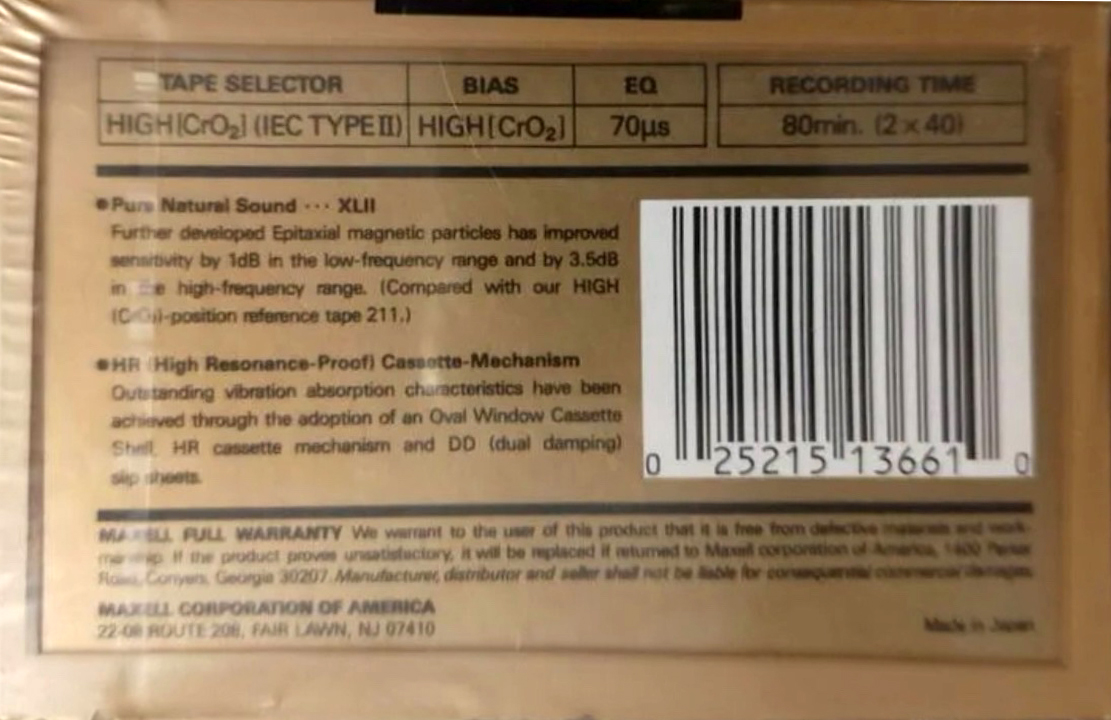 TAPE SELECTOR BIAS EQ RECORDING TIME
HIGH[CrO₂] (IEC TYPE II) HIGH[CrO₂] 70µs 80min. (2 × 40)
● Pure Natural Sound ··· XLII
Further developed Epitaxial magnetic particles has improved
sensitivity by 1dB in the low-frequency range and by 3.5dB
in the high-frequency range. (Compared with our HIGH
(CrO₂)-position reference tape 211.)
● HR (High Resonance-Proof) Cassette-Mechanism
Outstanding vibration absorption characteristics have been
achieved through the adoption of an Oval Window Cassette
Shell, HR cassette mechanism and DD (dual damping)
slip sheets.
0 25215 13661 0
MAXELL FULL WARRANTY We warrant to the user of this product that it is free from defective materials and work-
manship. If the product proves unsatisfactory, it will be replaced if returned to Maxell corporation of America, 1400 Parker
Road, Conyers, Georgia 30207. Manufacturer, distributor and seller shall not be liable for consequential commercial damages.
MAXELL CORPORATION OF AMERICA
22-08 ROUTE 208, FAIR LAWN, NJ 07410
Made in Japan